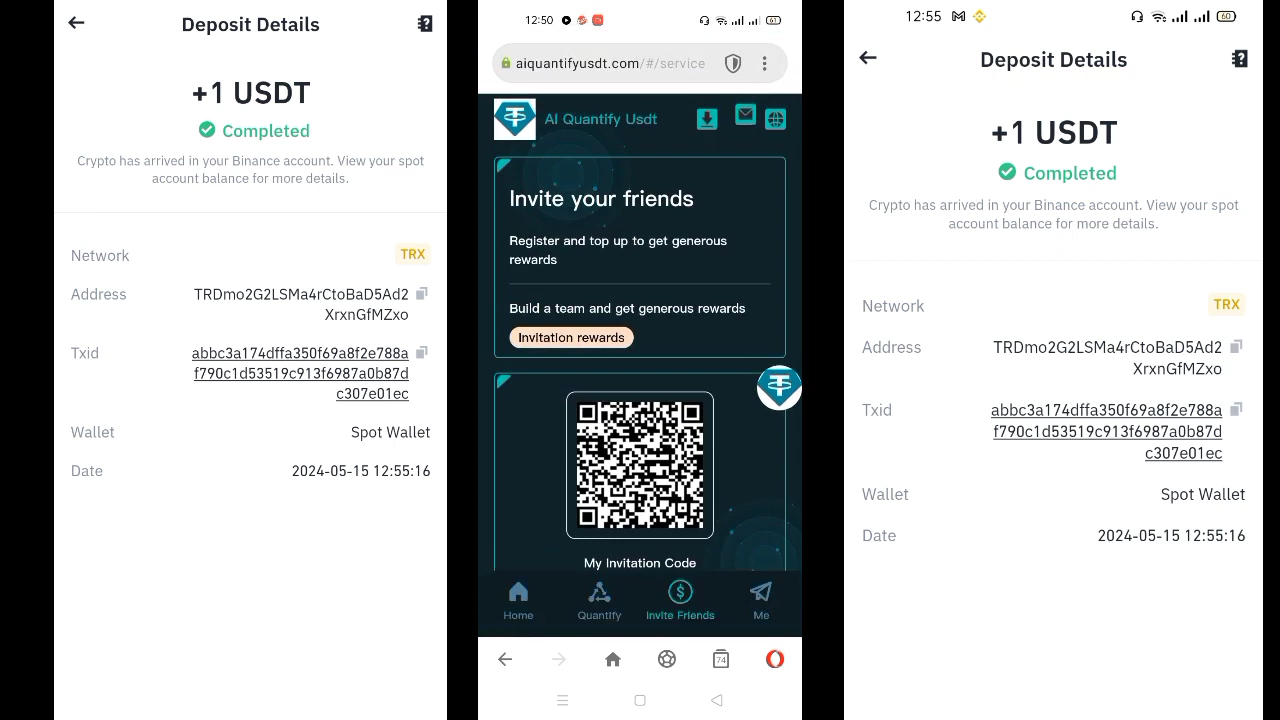 Deposit Details
+1 USDT
Completed
Crypto has arrived in your Binance account. View your spot
account balance for more details.
Network
TRX
Address
TRDmo2G2LSMa4rCtoBaD5Ad2
XrxnGfMZxo
Txid
abbc3a174dffa350f69a8f2e788a
f790c1d53519c913f6987a0b87d
c307e01ec
Wallet
Spot Wallet
Date
2024-05-15 12:55:16
12:50
61
aiquantifyusdt.com/#/service
AI Quantify Usdt
Invite your friends
Register and top up to get generous
rewards
Build a team and get generous rewards
Invitation rewards
My Invitation Code
Home
Quantify
Invite Friends
Me
74
12:55
60
Deposit Details
+1 USDT
Completed
Crypto has arrived in your Binance account. View your spot
account balance for more details.
Network
TRX
Address
TRDmo2G2LSMa4rCtoBaD5Ad2
XrxnGfMZxo
Txid
abbc3a174dffa350f69a8f2e788a
f790c1d53519c913f6987a0b87d
c307e01ec
Wallet
Spot Wallet
Date
2024-05-15 12:55:16